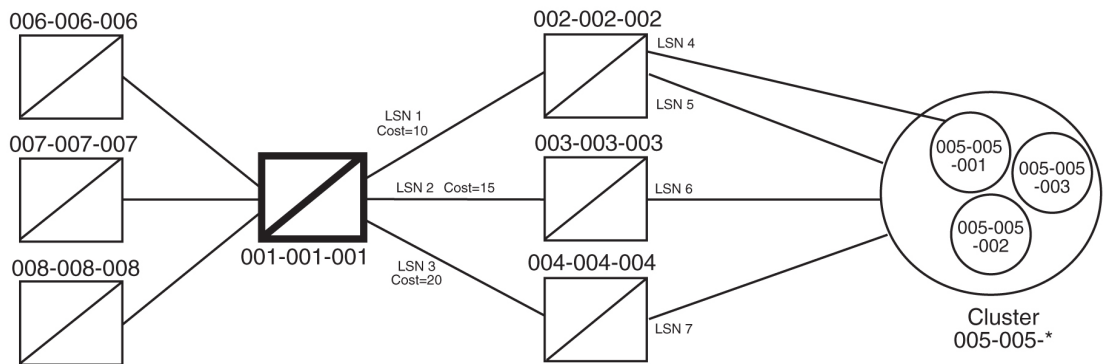 006-006-006
002-002-002
LSN 4
LSN 5
LSN 1
Cost=10
007-007-007
003-003-003
005-005
-001
005-005
-003
LSN 2 Cost=15
LSN 6
001-001-001
005-005
-002
008-008-008
LSN 3
Cost=20
004-004-004
LSN 7
Cluster
005-005-*